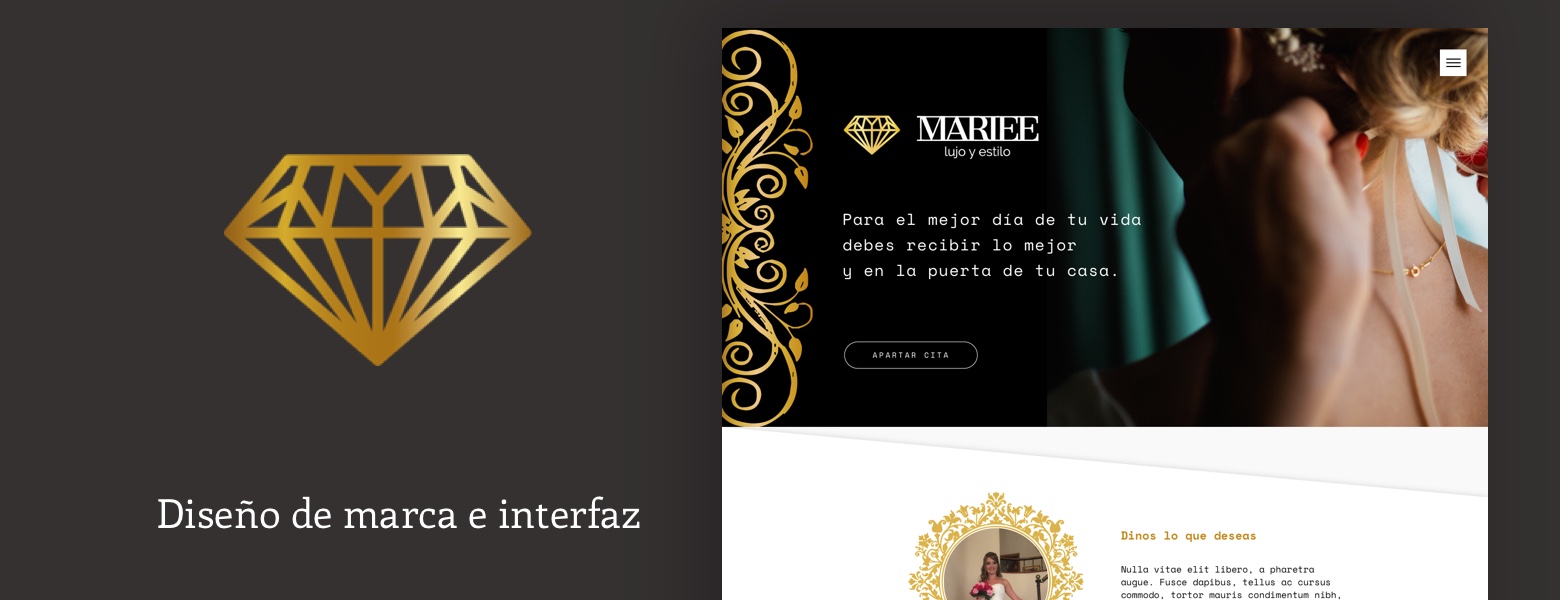 Diseño de marca e interfaz
MARIEE
lujo y estilo
Para el mejor día de tu vida
debes recibir lo mejor
y en la puerta de tu casa.
APARTAR CITA
Dinos lo que deseas
Nulla vitae elit libero, a pharetra
augue. Fusce dapibus, tellus ac cursus
commodo, tortor mauris condimentum nibh,